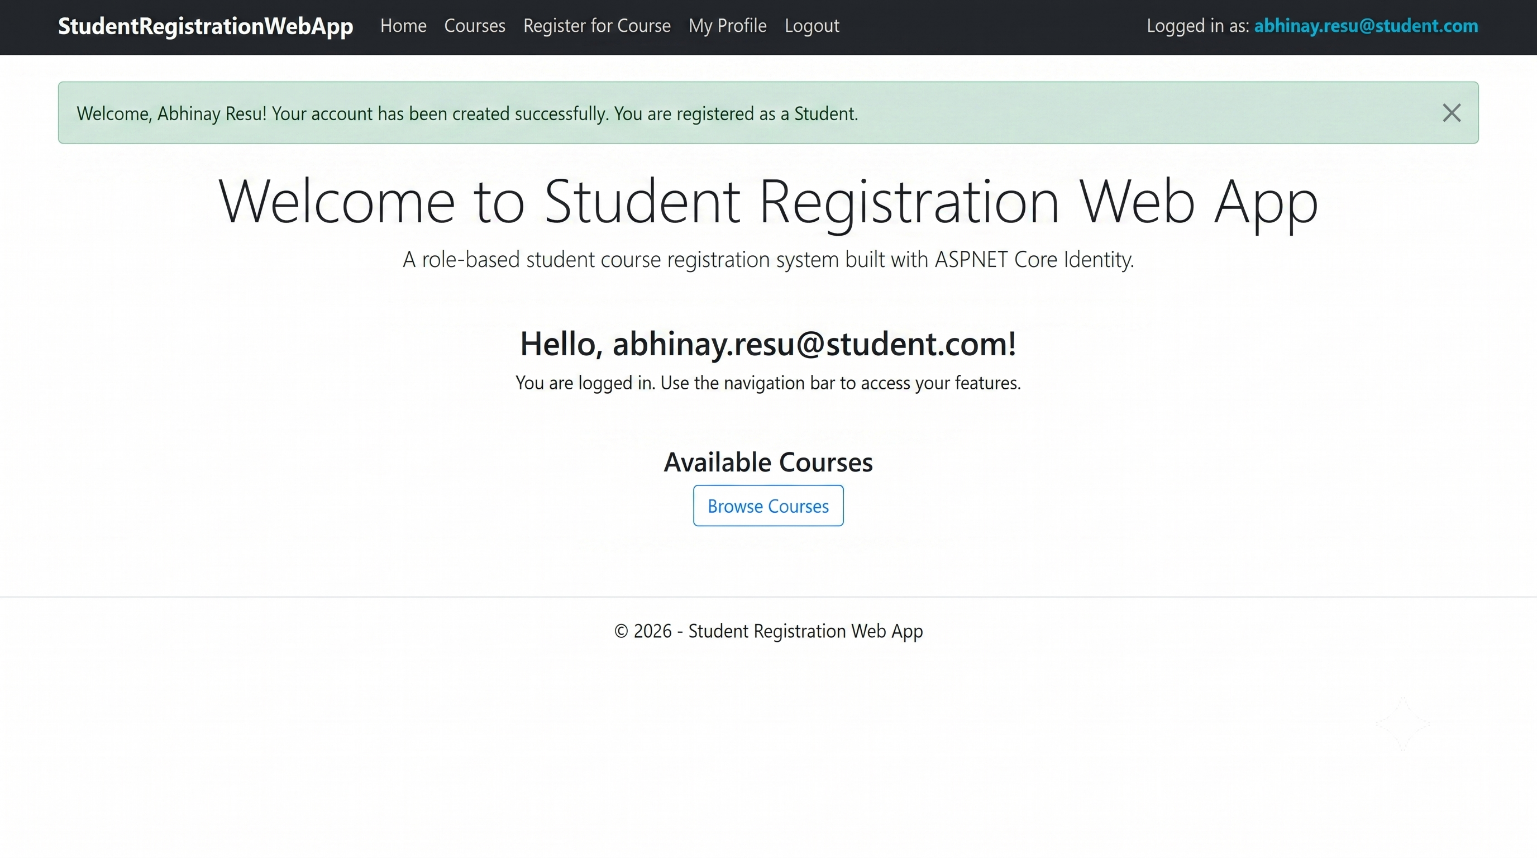 StudentRegistrationWebApp Home Courses Register for Course My Profile Logout Logged in as: abhinay.resu@student.com
Welcome, Abhinay Resu! Your account has been created successfully. You are registered as a Student.
Welcome to Student Registration Web App
A role-based student course registration system built with ASPNET Core Identity.
Hello, abhinay.resu@student.com!
You are logged in. Use the navigation bar to access your features.
Available Courses
Browse Courses
© 2026 - Student Registration Web App